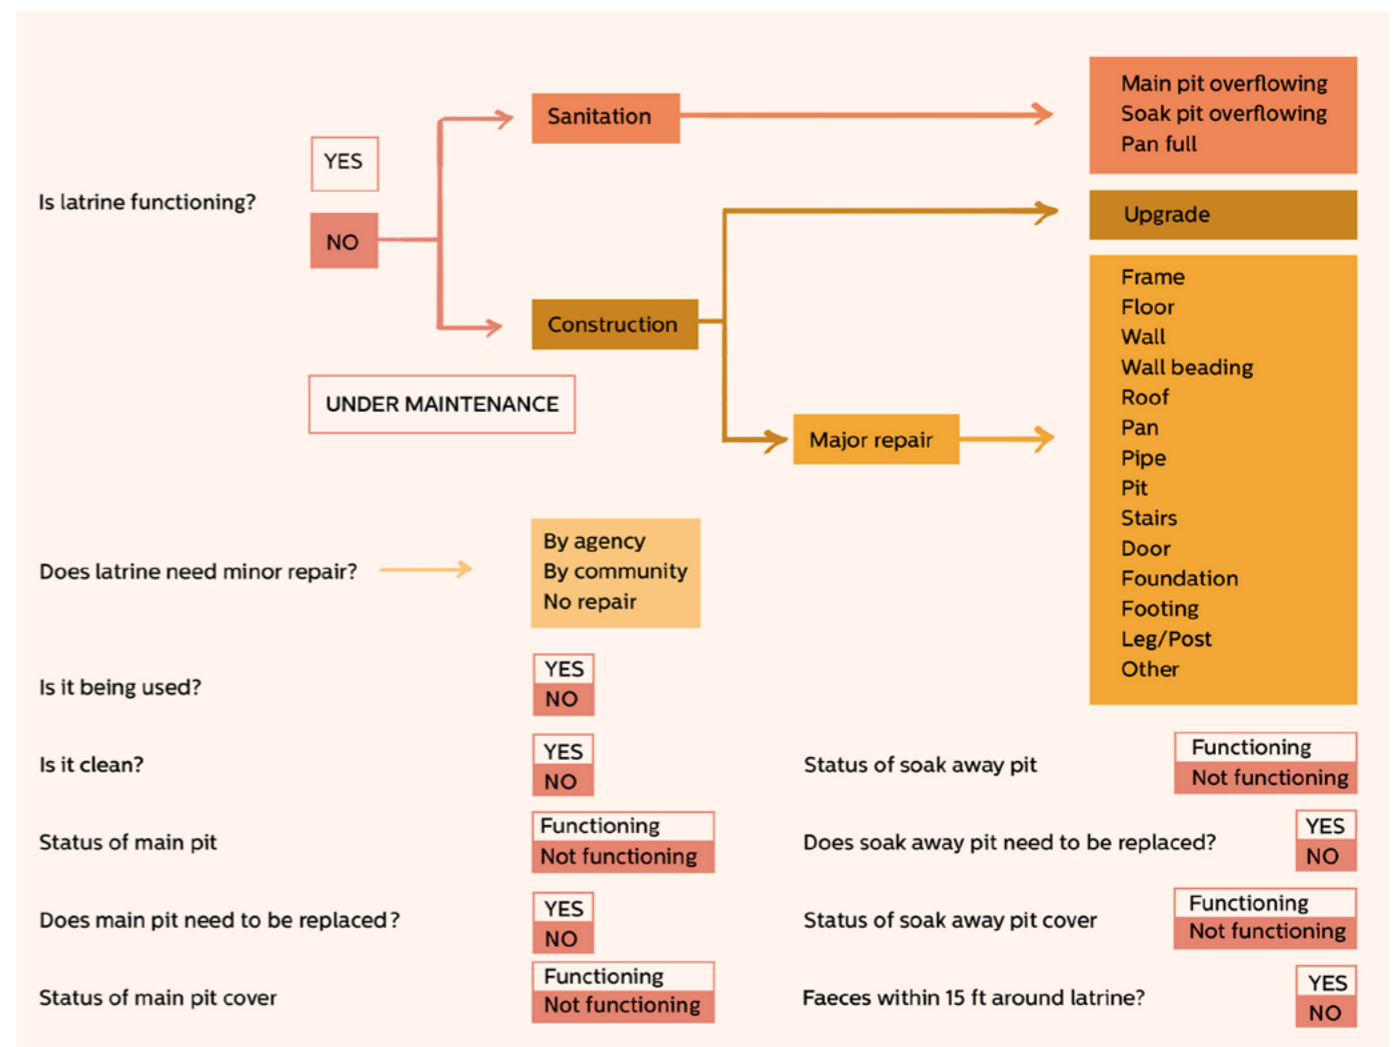 Is latrine functioning?
YES
NO
UNDER MAINTENANCE
Sanitation
Main pit overflowing
Soak pit overflowing
Pan full
Construction
Upgrade
Major repair
Frame
Floor
Wall
Wall beading
Roof
Pan
Pipe
Pit
Stairs
Door
Foundation
Footing
Leg/Post
Other
Does latrine need minor repair?
By agency
By community
No repair
Is it being used?
YES
NO
Is it clean?
YES
NO
Status of main pit
Functioning
Not functioning
Does main pit need to be replaced?
YES
NO
Status of main pit cover
Functioning
Not functioning
Status of soak away pit
Functioning
Not functioning
Does soak away pit need to be replaced?
YES
NO
Status of soak away pit cover
Functioning
Not functioning
Faeces within 15 ft around latrine?
YES
NO